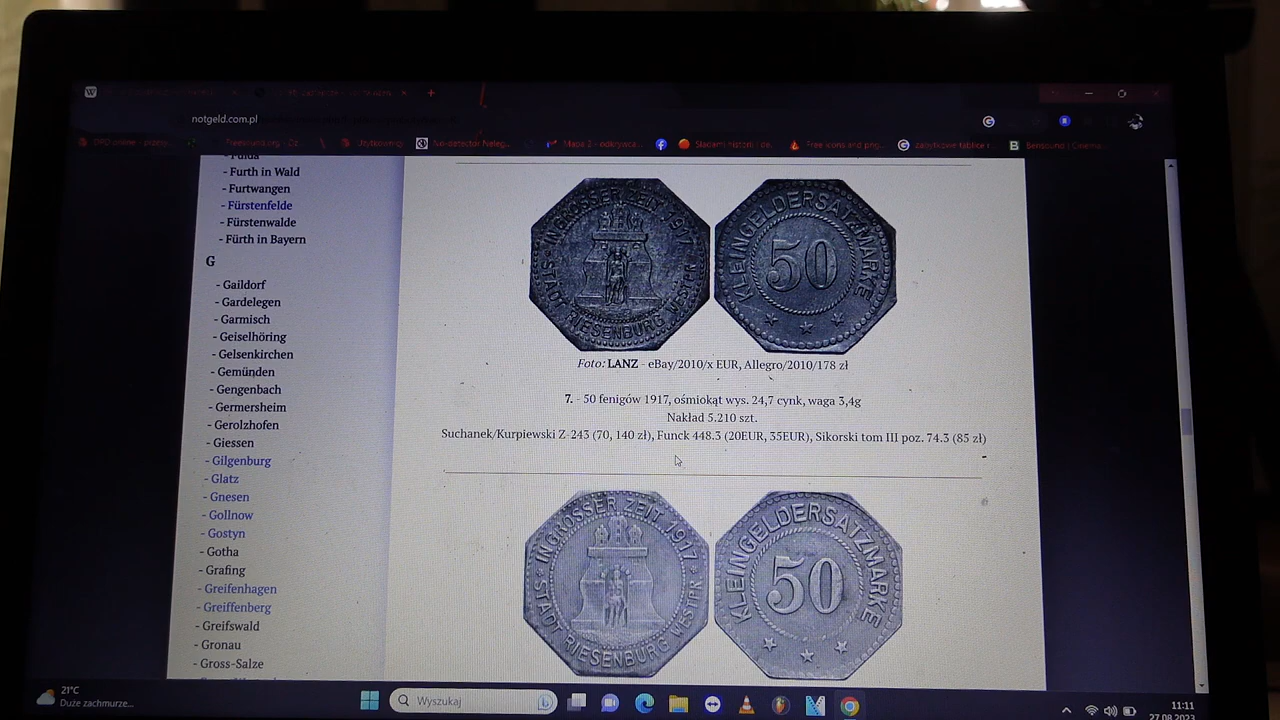 notgeld.com.pl
Fulda
- Furth in Wald
- Furtwangen
- Fürstenfelde
- Fürstenwalde
- Fürth in Bayern
G
- Gaildorf
- Gardelegen
- Garmisch
- Geiselhöring
- Gelsenkirchen
- Gemünden
- Gengenbach
- Germersheim
- Gerolzhofen
- Giessen
- Gilgenburg
- Glatz
- Gnesen
- Gollnow
- Gostyn
- Gotha
- Grafing
- Greifenhagen
- Greiffenberg
- Greifswald
- Gronau
- Gross-Salze
IN GROSSER ZEIT 1917
STADT RIESENBURG WESTPR
KLEINGELDERSATZMARKE
50
Foto: LANZ - eBay/2010/x EUR, Allegro/2010/178 zł
7. - 50 fenigów 1917, ośmiokąt wys. 24,7 cynk, waga 3,4g
Nakład 5.210 szt.
Suchanek/Kurpiewski Z-243 (70, 140 zł), Funck 448.3 (20EUR, 35EUR), Sikorski tom III poz. 74.3 (85 zł)
IN GROSSER ZEIT 1917
STADT RIESENBURG WESTPR
KLEINGELDERSATZMARKE
50
21°C
Duże zachmurze...
Wyszukaj
11:11
27.08.2023